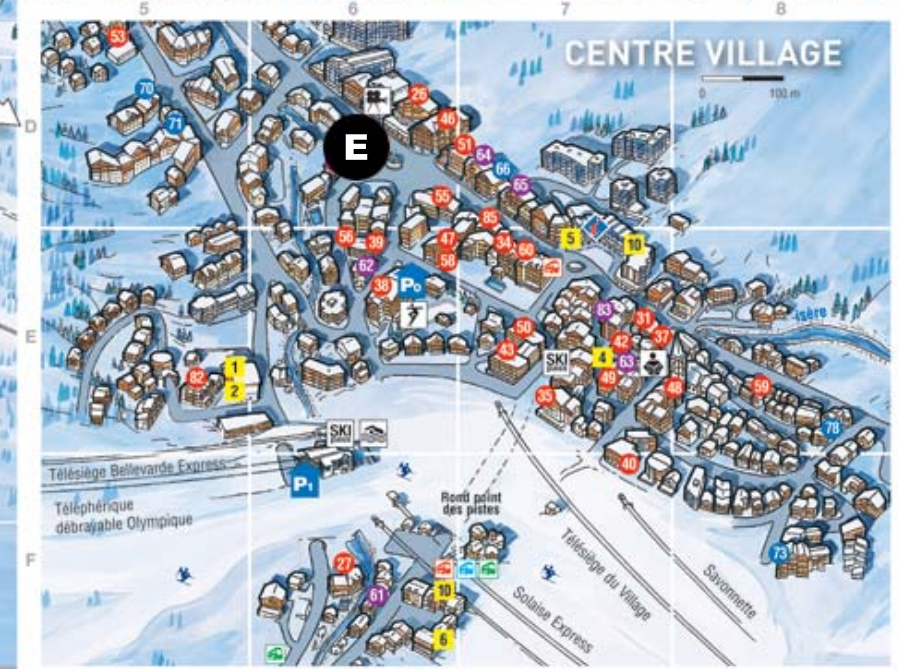 5 6 7 8
CENTRE VILLAGE
0 100 m
53
70
26
D 71 46
E
51 64
66
65
55
85
56 39 47 34 60 5 10
62 58
38 P0
83 31
E 50 42 37
43 SKI 4 63
1
82 49 48 59
2
35
78
SKI
40
Isère
Télésiège Bellevarde Express
P1
Téléphérique
débrayable Olympique
Rond point
des pistes
73
F 27
61 10
6
Télésiège du Village
Savonnette
Solaise Express